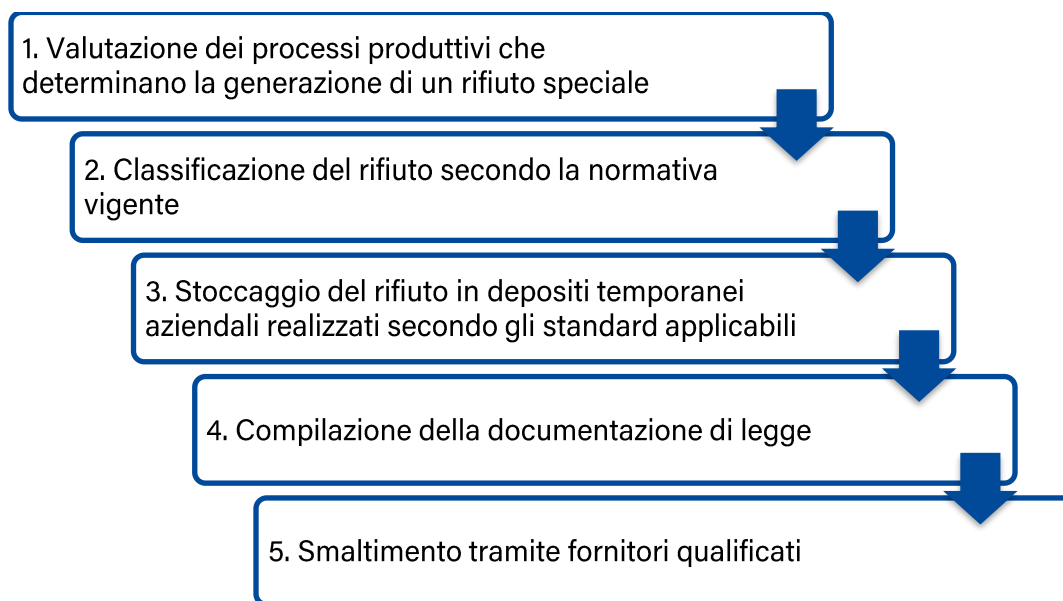 1. Valutazione dei processi produttivi che
determinano la generazione di un rifiuto speciale
2. Classificazione del rifiuto secondo la normativa
vigente
3. Stoccaggio del rifiuto in depositi temporanei
aziendali realizzati secondo gli standard applicabili
4. Compilazione della documentazione di legge
5. Smaltimento tramite fornitori qualificati